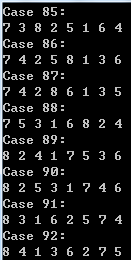 Case 85:
7 3 8 2 5 1 6 4
Case 86:
7 4 2 5 8 1 3 6
Case 87:
7 4 2 8 6 1 3 5
Case 88:
7 5 3 1 6 8 2 4
Case 89:
8 2 4 1 7 5 3 6
Case 90:
8 2 5 3 1 7 4 6
Case 91:
8 3 1 6 2 5 7 4
Case 92:
8 4 1 3 6 2 7 5